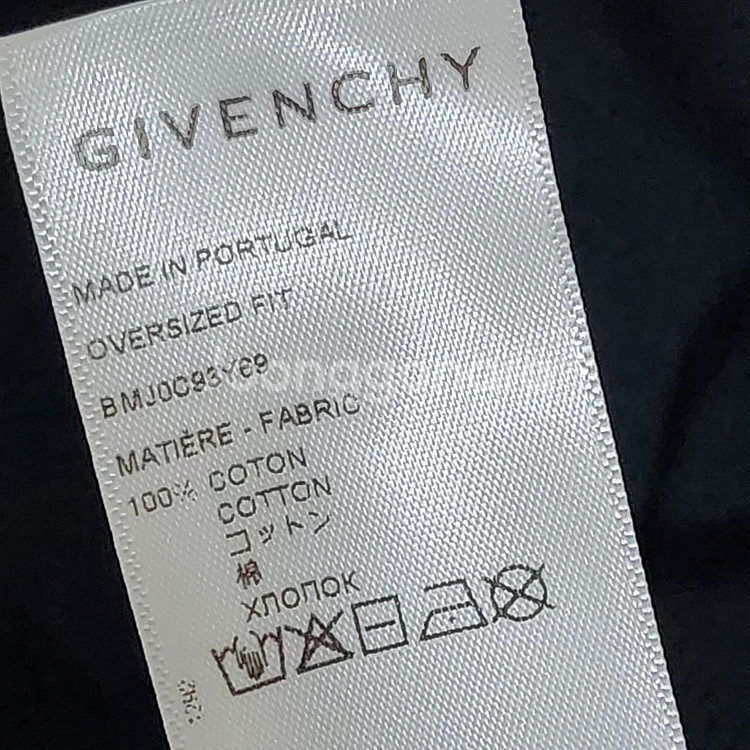 GIVENCHY
MADE IN PORTUGAL
OVERSIZED FIT
BMJ0C93Y69
MATIÈRE - FABRIC
100% COTON
COTTON
コットン
棉
ХЛОПОК